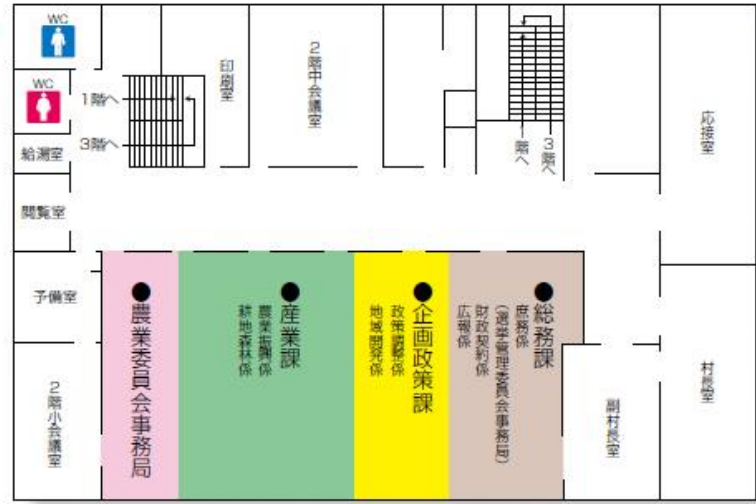 WC
WC
給湯室
閲覧室
予備室
2階小会議室
1階へ
3階へ
印刷室
2階中会議室
1階へ
3階へ
応接室
村長室
副村長室
●総務課
庶務係
(選挙管理委員会事務局)
財政契約係
広報係
●企画政策課
政策調整係
地域開発係
●産業課
農業振興係
耕地森林係
●農業委員会事務局